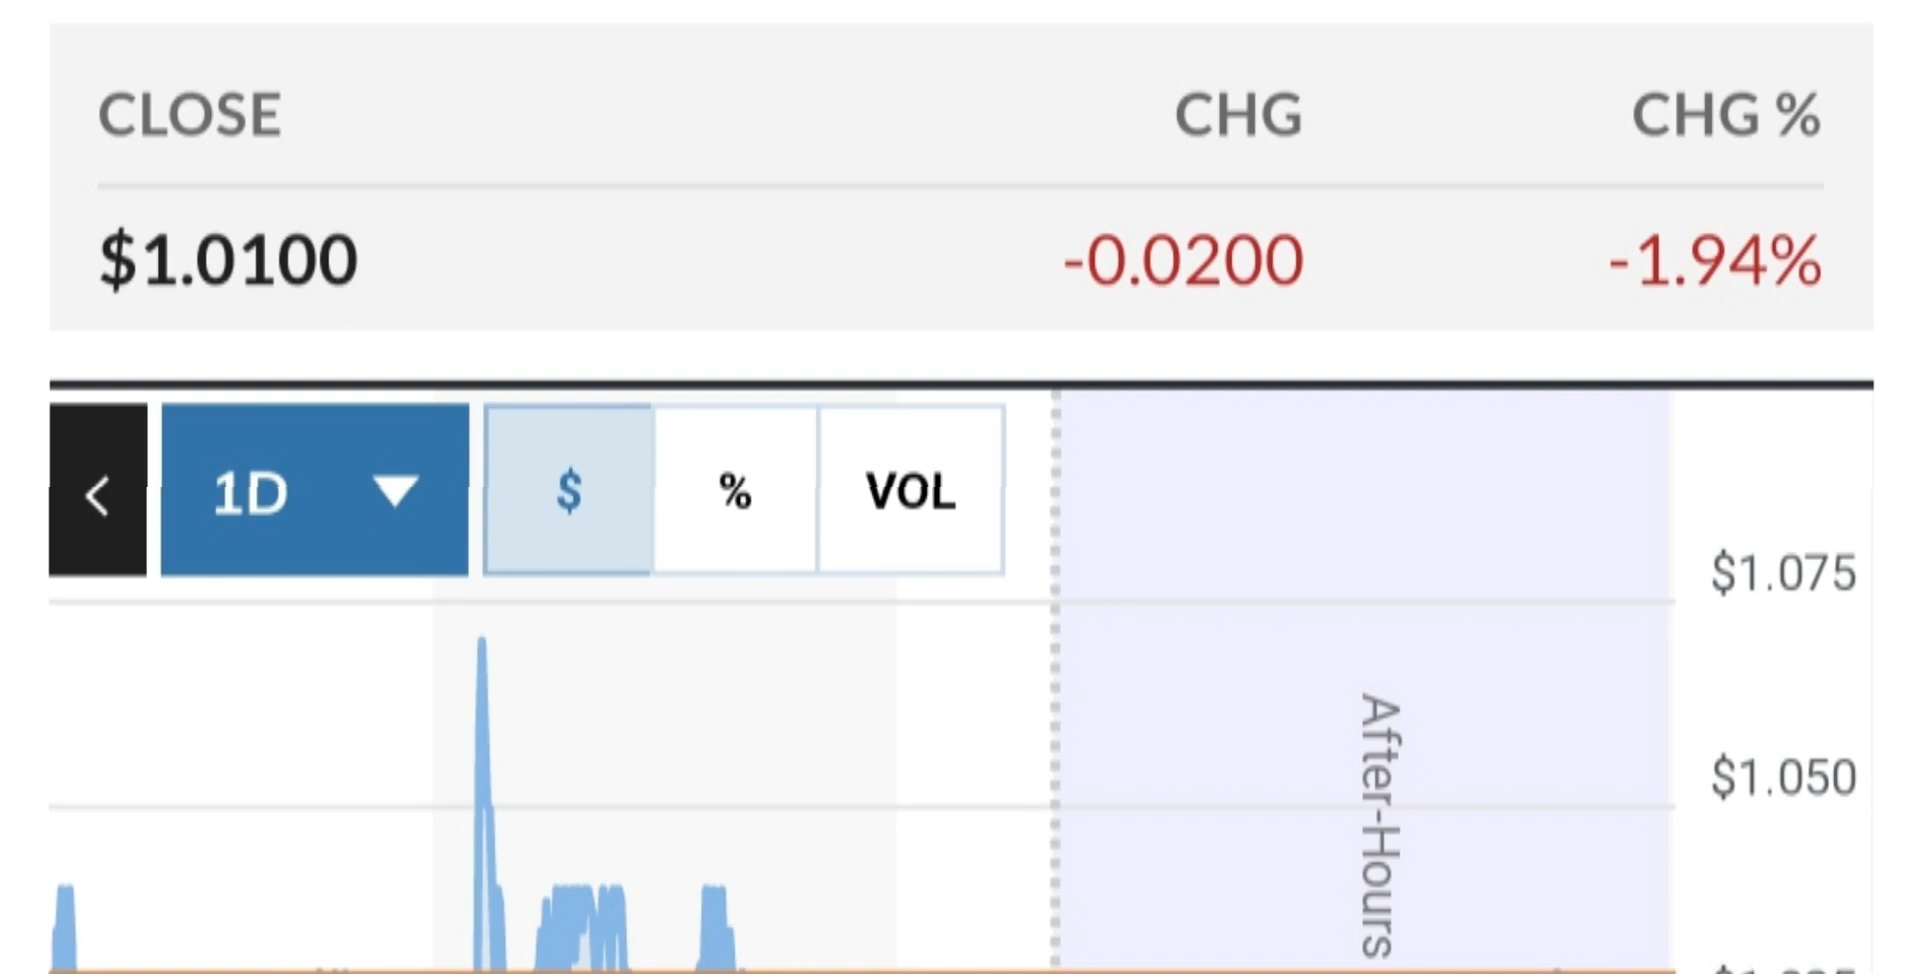 CLOSE CHG CHG %
$1.0100 -0.0200 -1.94%
1D $ % VOL
$1.075
After-Hours
$1.050